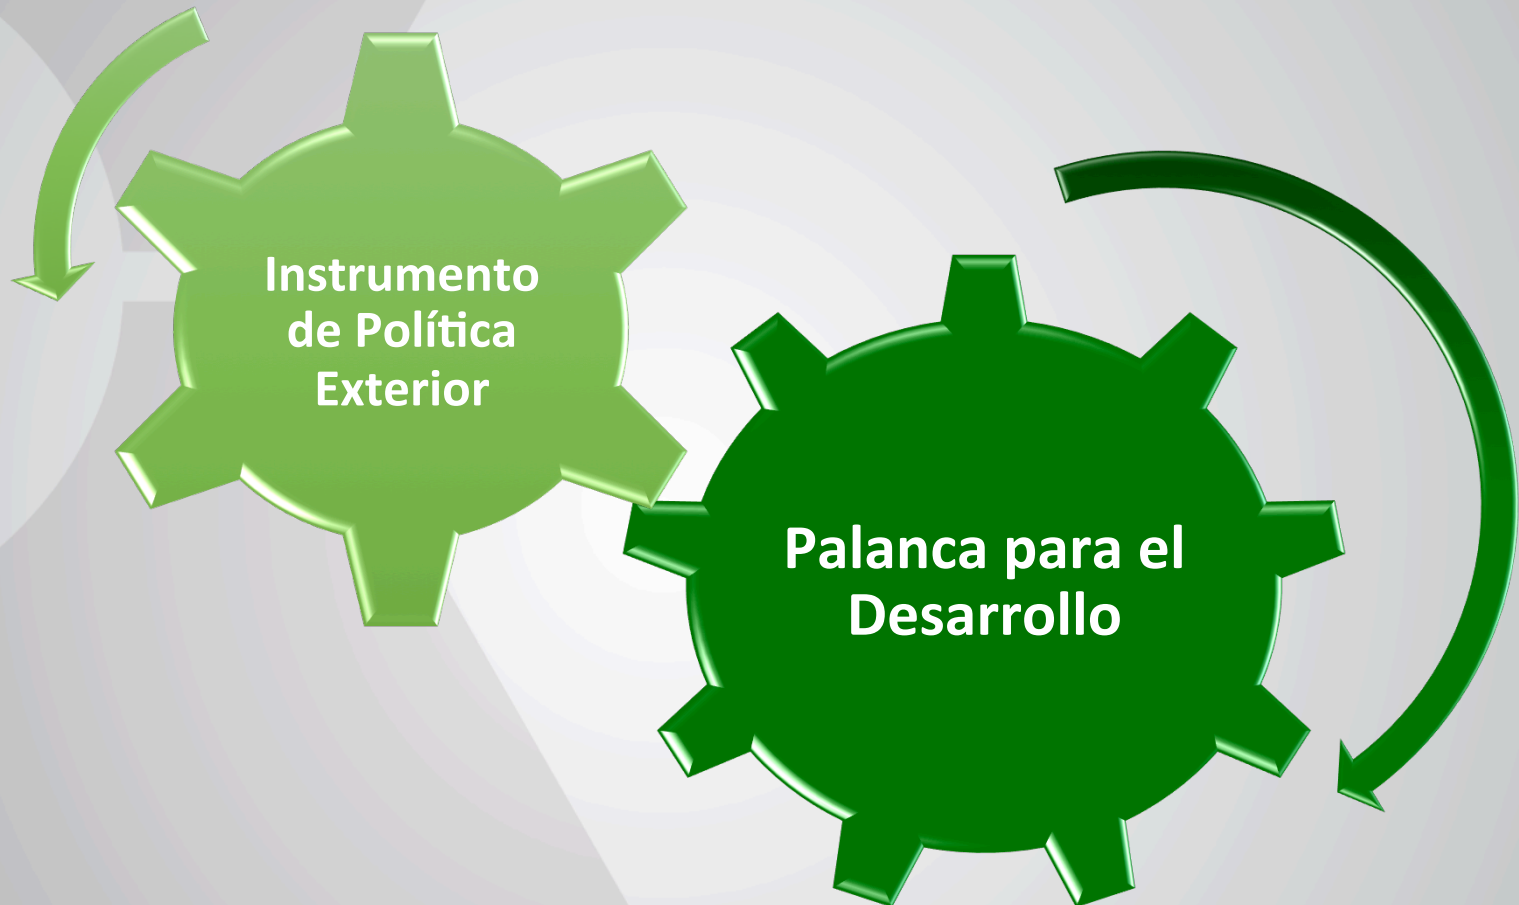 Instrumento
de Política
Exterior
Palanca para el
Desarrollo